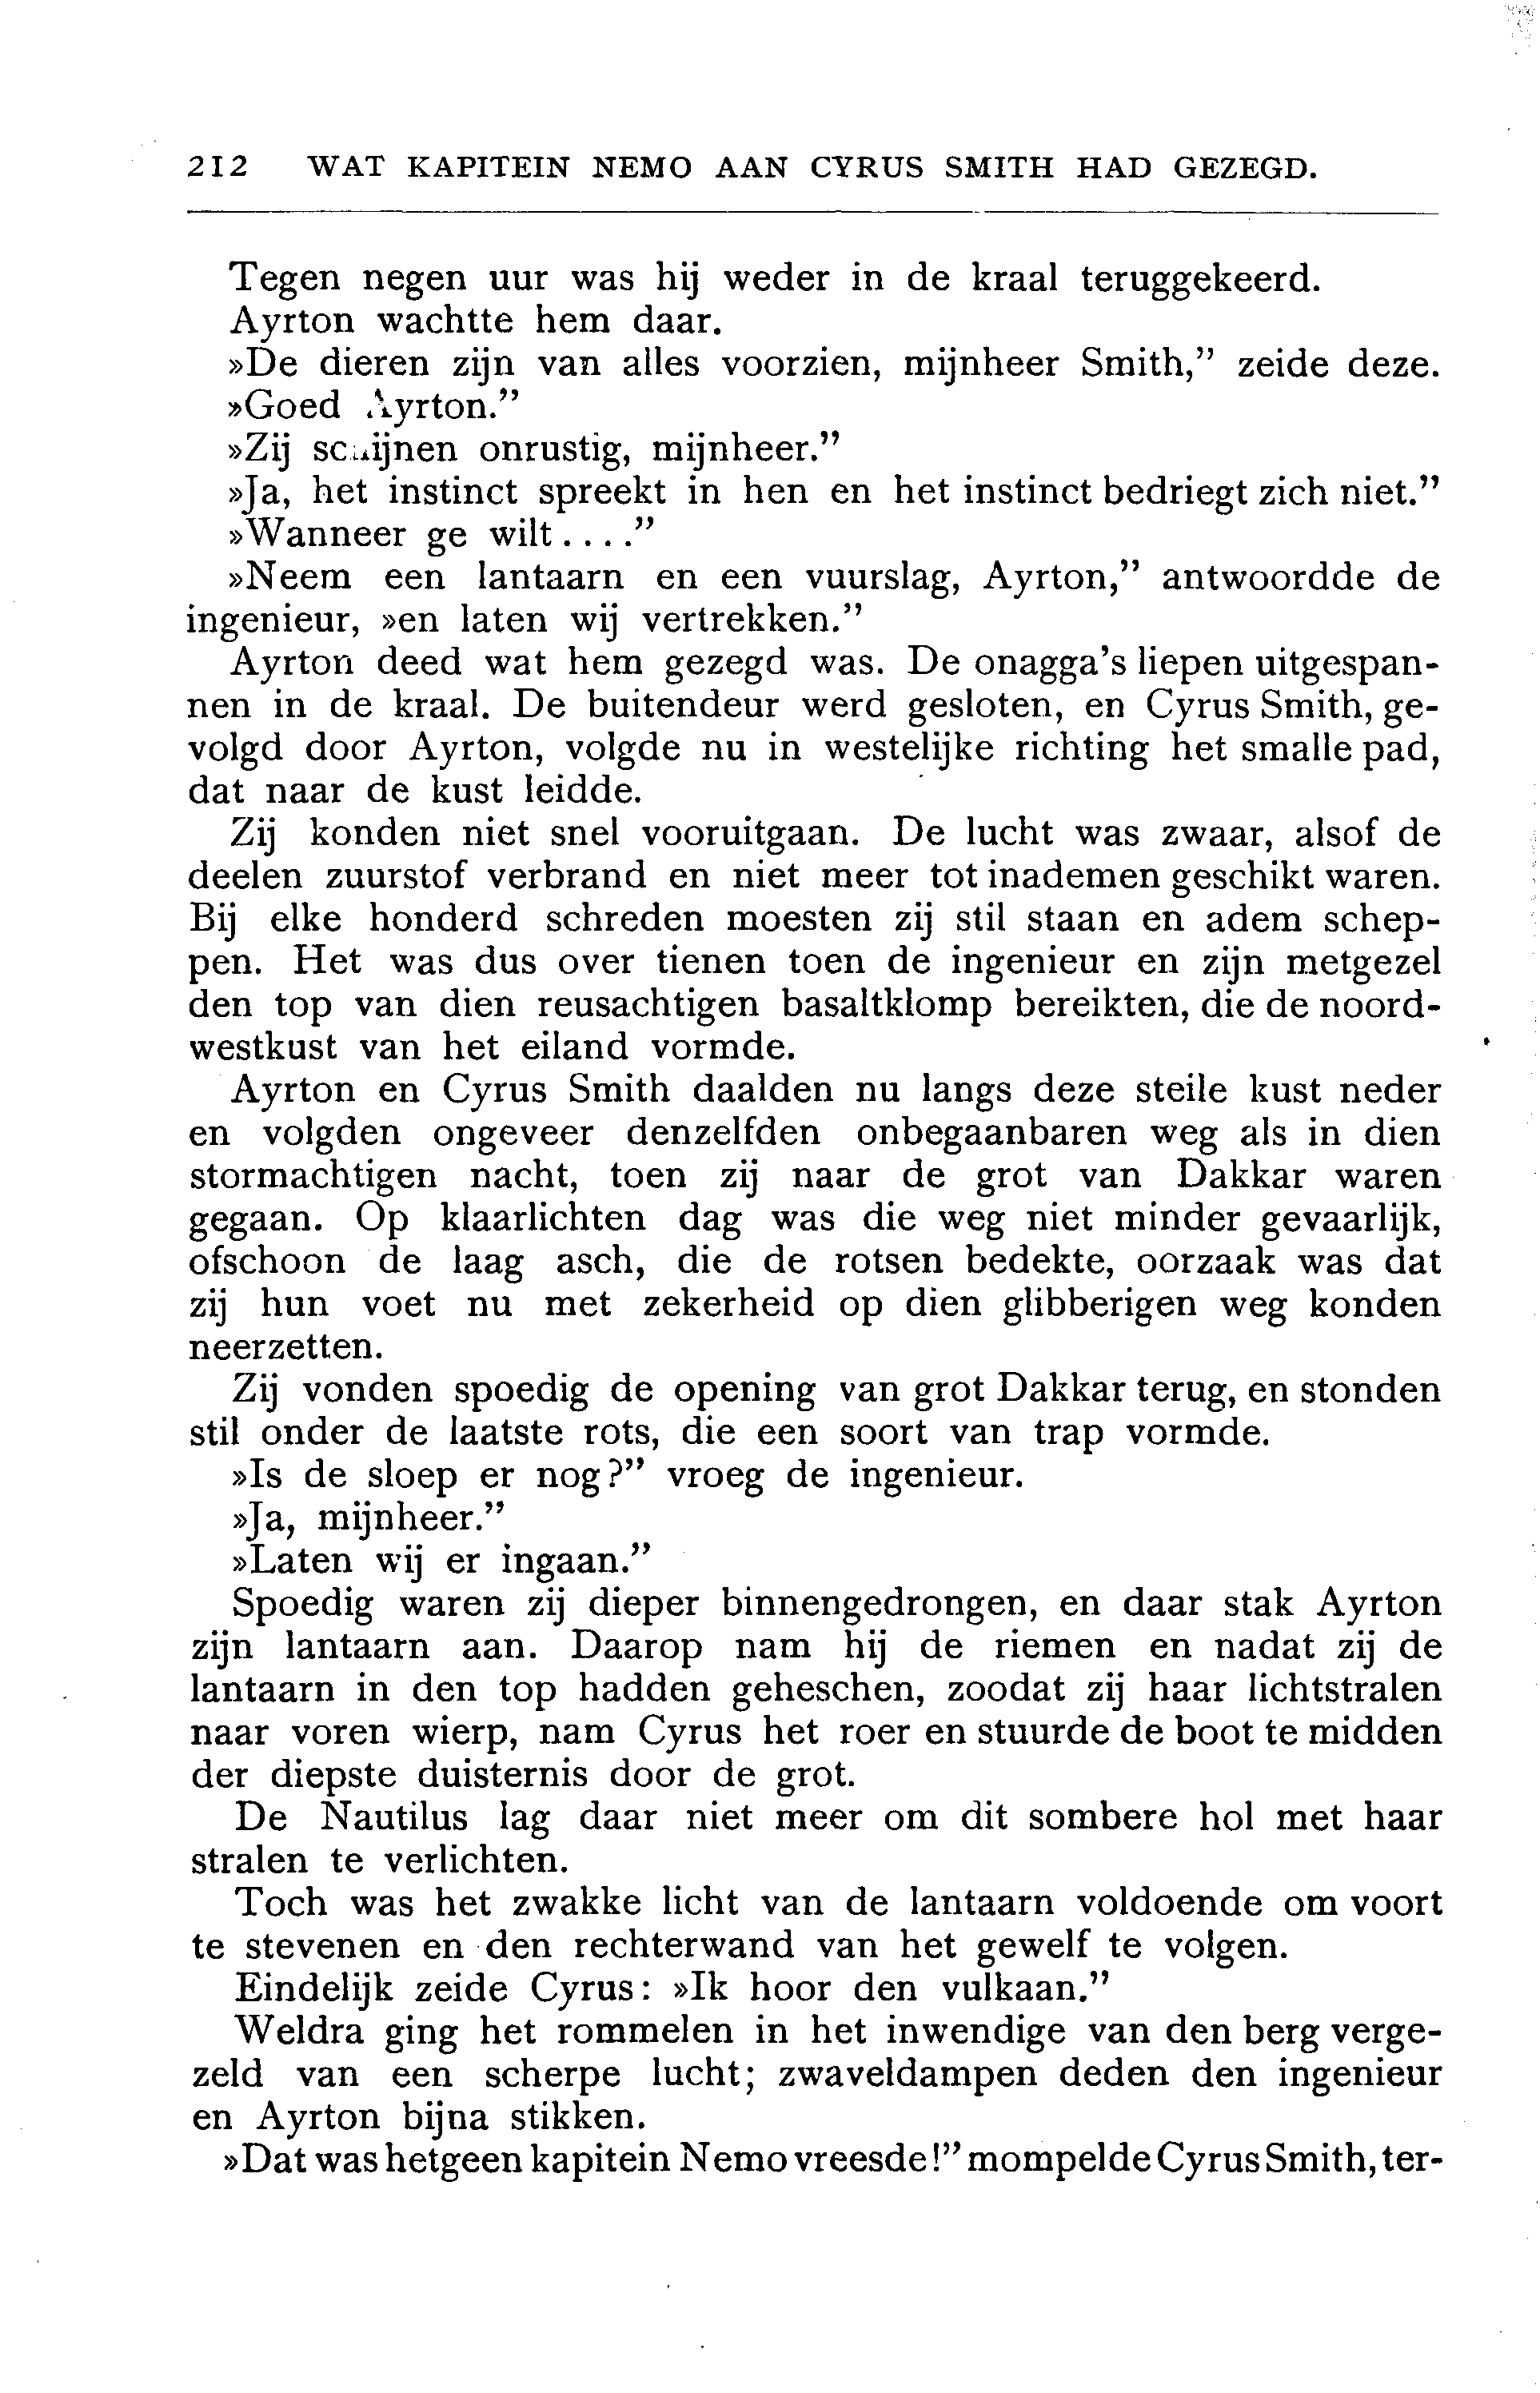 212 WAT KAPITEIN NEMO AAN CYRUS SMITH HAD GEZEGD.
Tegen negen uur was hij weder in de kraal teruggekeerd.
Ayrton wachtte hem daar.
»De dieren zijn van alles voorzien, mijnheer Smith,” zeide deze.
»Goed Ayrton.”
»Zij schijnen onrustig, mijnheer.”
»Ja, het instinct spreekt in hen en het instinct bedriegt zich niet.”
»Wanneer ge wilt....”
»Neem een lantaarn en een vuurslag, Ayrton,” antwoordde de
ingenieur, »en laten wij vertrekken.”
Ayrton deed wat hem gezegd was. De onagga's liepen uitgespan-
nen in de kraal. De buitendeur werd gesloten, en Cyrus Smith, ge-
volgd door Ayrton, volgde nu in westelijke richting het smalle pad,
dat naar de kust leidde.
Zij konden niet snel vooruitgaan. De lucht was zwaar, alsof de
deelen zuurstof verbrand en niet meer tot inademen geschikt waren.
Bij elke honderd schreden moesten zij stil staan en adem schep-
pen. Het was dus over tienen toen de ingenieur en zijn metgezel
den top van dien reusachtigen basaltklomp bereikten, die de noord-
westkust van het eiland vormde.
Ayrton en Cyrus Smith daalden nu langs deze steile kust neder
en volgden ongeveer denzelfden onbegaanbaren weg als in dien
stormachtigen nacht, toen zij naar de grot van Dakkar waren
gegaan. Op klaarlichten dag was die weg niet minder gevaarlijk,
ofschoon de laag asch, die de rotsen bedekte, oorzaak was dat
zij hun voet nu met zekerheid op dien glibberigen weg konden
neerzetten.
Zij vonden spoedig de opening van grot Dakkar terug, en stonden
stil onder de laatste rots, die een soort van trap vormde.
»Is de sloep er nog?” vroeg de ingenieur.
»Ja, mijnheer.”
»Laten wij er ingaan.”
Spoedig waren zij dieper binnengedrongen, en daar stak Ayrton
zijn lantaarn aan. Daarop nam hij de riemen en nadat zij de
lantaarn in den top hadden geheschen, zoodat zij haar lichtstralen
naar voren wierp, nam Cyrus het roer en stuurde de boot te midden
der diepste duisternis door de grot.
De Nautilus lag daar niet meer om dit sombere hol met haar
stralen te verlichten.
Toch was het zwakke licht van de lantaarn voldoende om voort
te stevenen en den rechterwand van het gewelf te volgen.
Eindelijk zeide Cyrus: »Ik hoor den vulkaan.”
Weldra ging het rommelen in het inwendige van den berg verge-
zeld van een scherpe lucht; zwaveldampen deden den ingenieur
en Ayrton bijna stikken.
»Dat was hetgeen kapitein Nemo vreesde!” mompelde Cyrus Smith, ter-